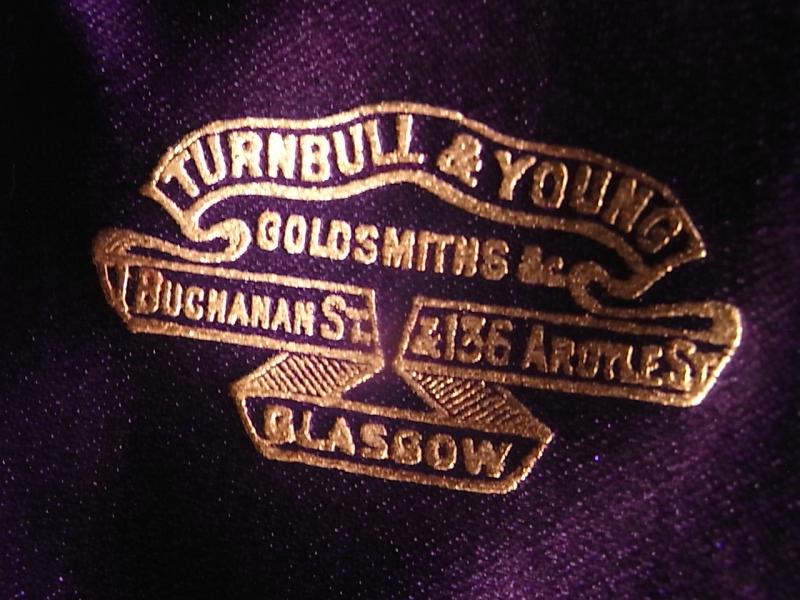 TURNBULL & YOUNG
GOLDSMITHS &c
BUCHANAN ST.
& 136 ARGYLE ST
GLASGOW